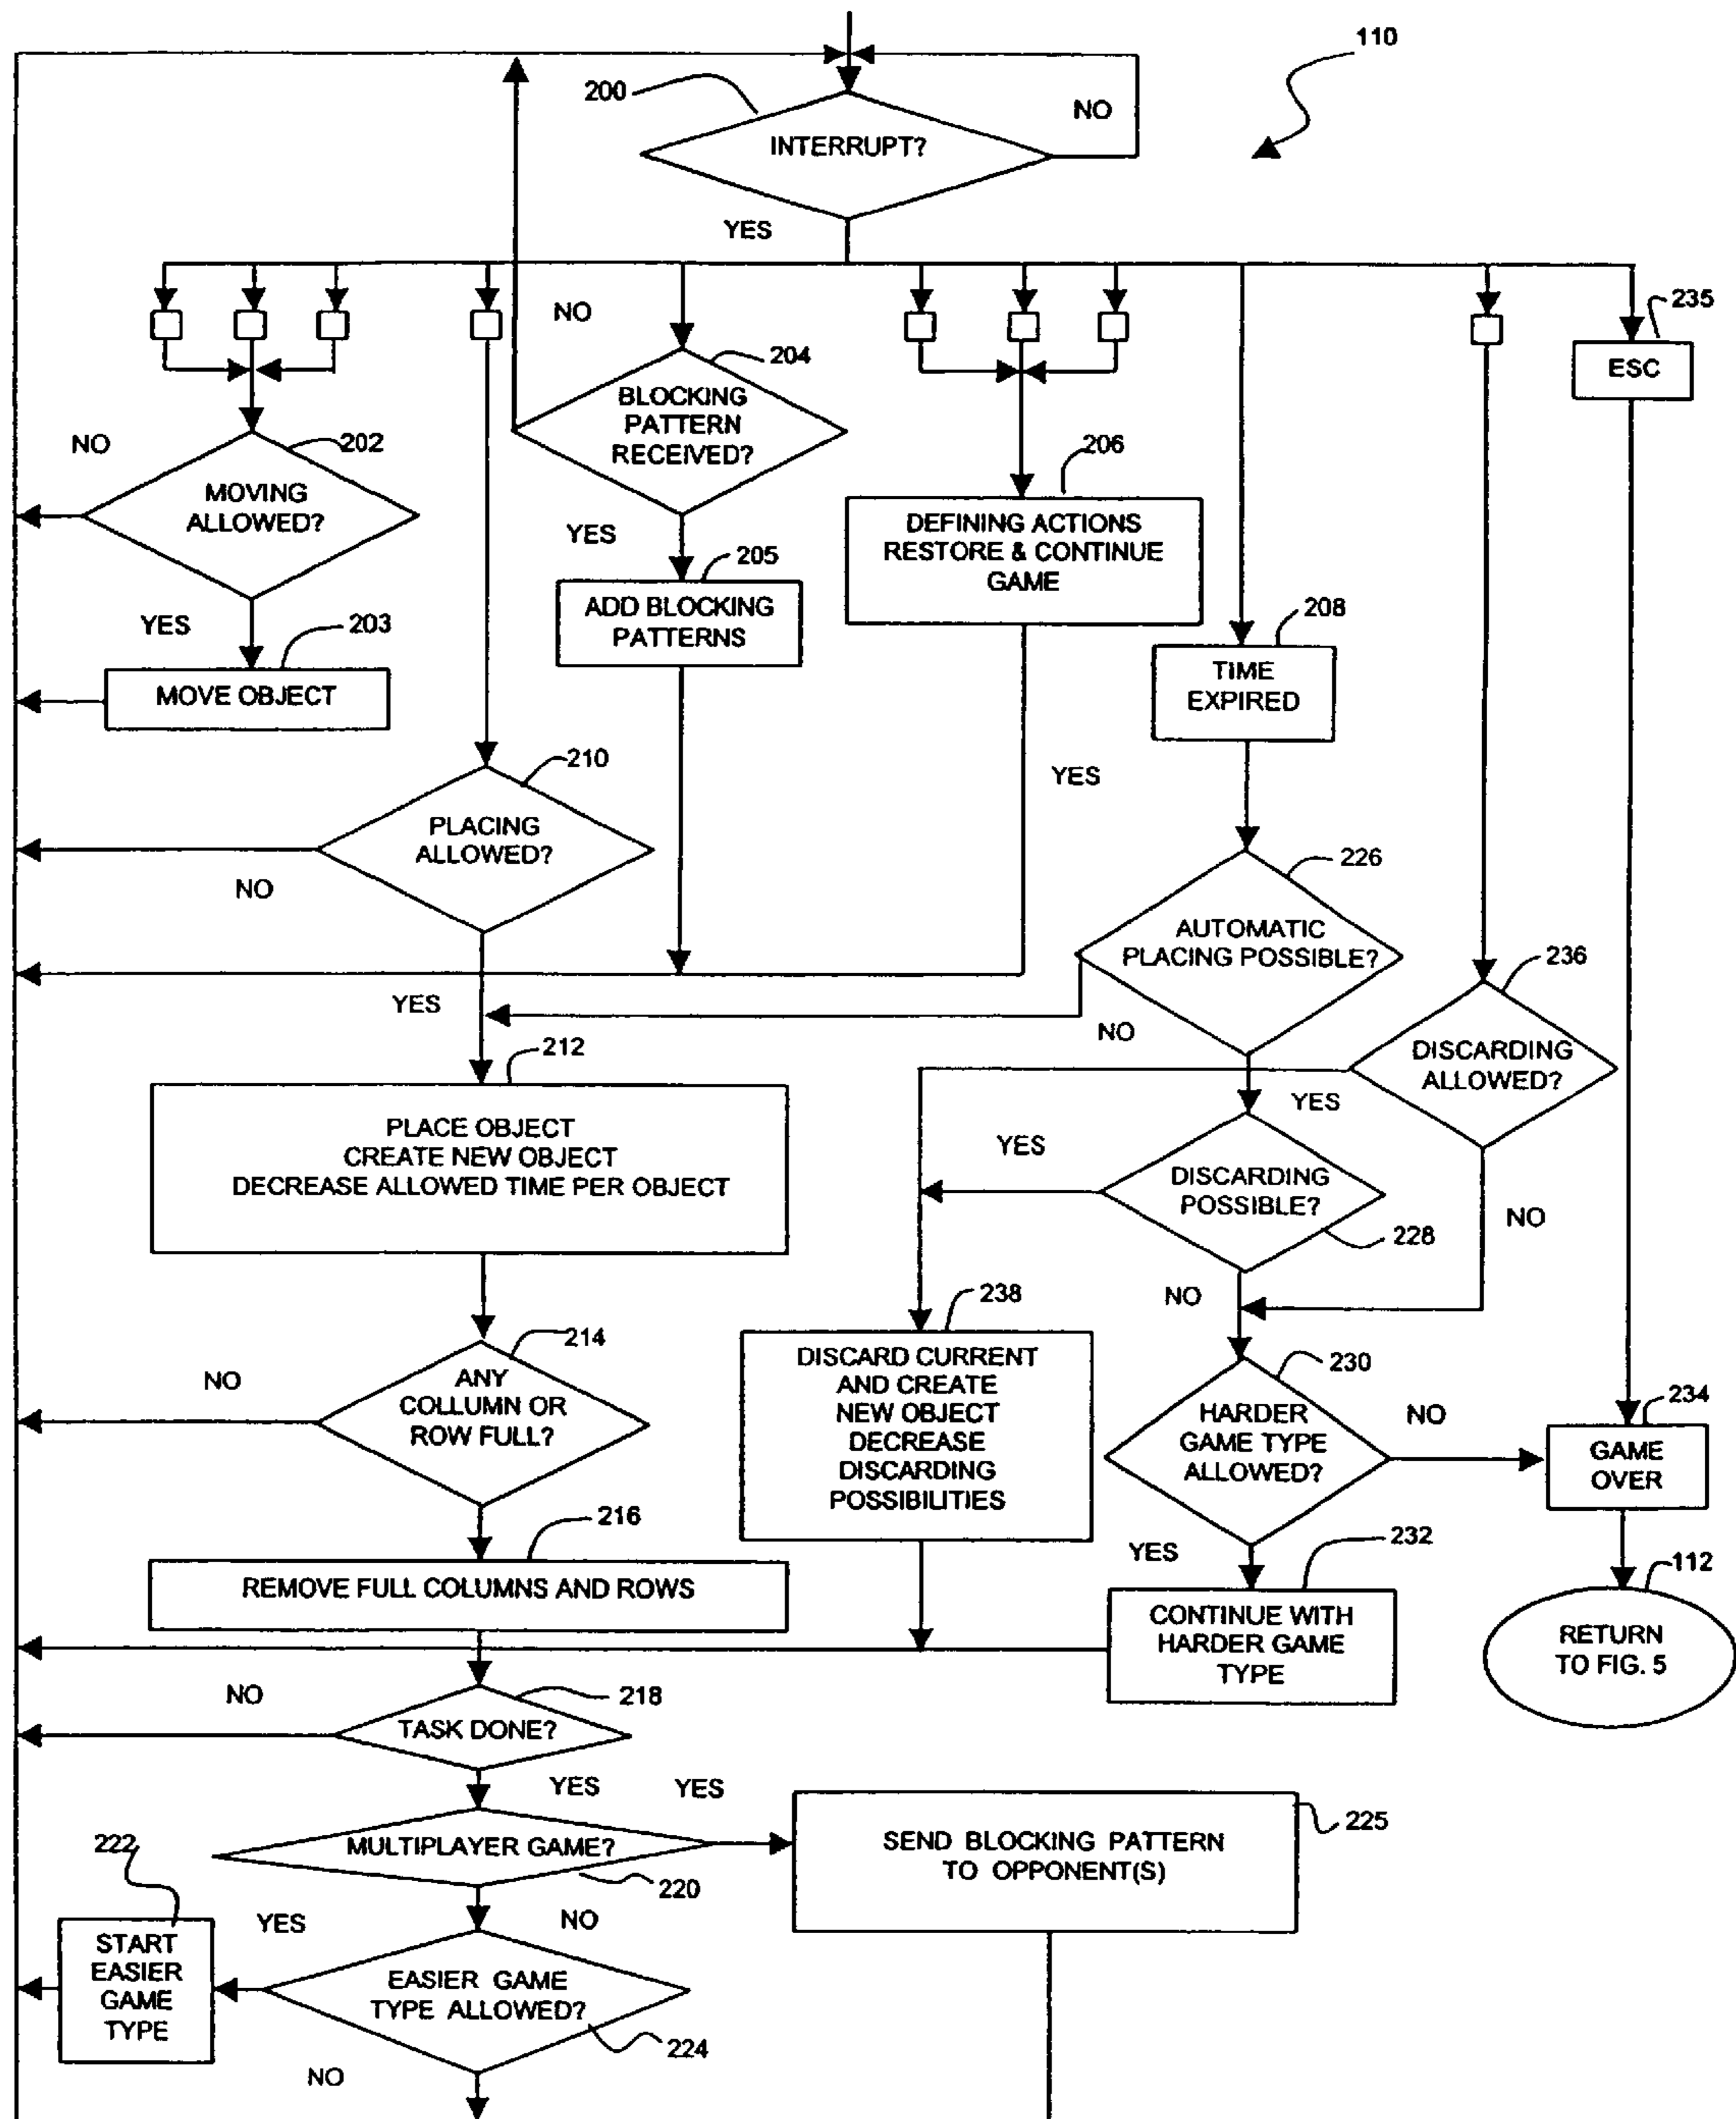 110
200
NO
INTERRUPT?
YES
235
NO
ESC
204
BLOCKING
PATTERN
RECEIVED?
NO
202
206
MOVING
ALLOWED?
DEFINING ACTIONS
RESTORE & CONTINUE
GAME
YES
205
ADD BLOCKING
PATTERNS
208
YES
203
TIME
EXPIRED
MOVE OBJECT
210
YES
PLACING
ALLOWED?
226
NO
AUTOMATIC
PLACING POSSIBLE?
236
YES
NO
212
DISCARDING
ALLOWED?
YES
PLACE OBJECT
CREATE NEW OBJECT
DECREASE ALLOWED TIME PER OBJECT
YES
DISCARDING
POSSIBLE?
NO
228
NO
238
214
230
NO
ANY
COLLUMN OR
ROW FULL?
DISCARD CURRENT
AND CREATE
NEW OBJECT
DECREASE
DISCARDING
POSSIBILITIES
HARDER
GAME TYPE
ALLOWED?
NO
234
GAME
OVER
216
YES
232
112
REMOVE FULL COLUMNS AND ROWS
CONTINUE WITH
HARDER GAME
TYPE
RETURN
TO FIG. 5
NO
218
TASK DONE?
YES
YES
225
222
MULTIPLAYER GAME?
SEND BLOCKING PATTERN
TO OPPONENT(S)
220
YES
NO
START
EASIER
GAME
TYPE
EASIER GAME
TYPE ALLOWED?
224
NO